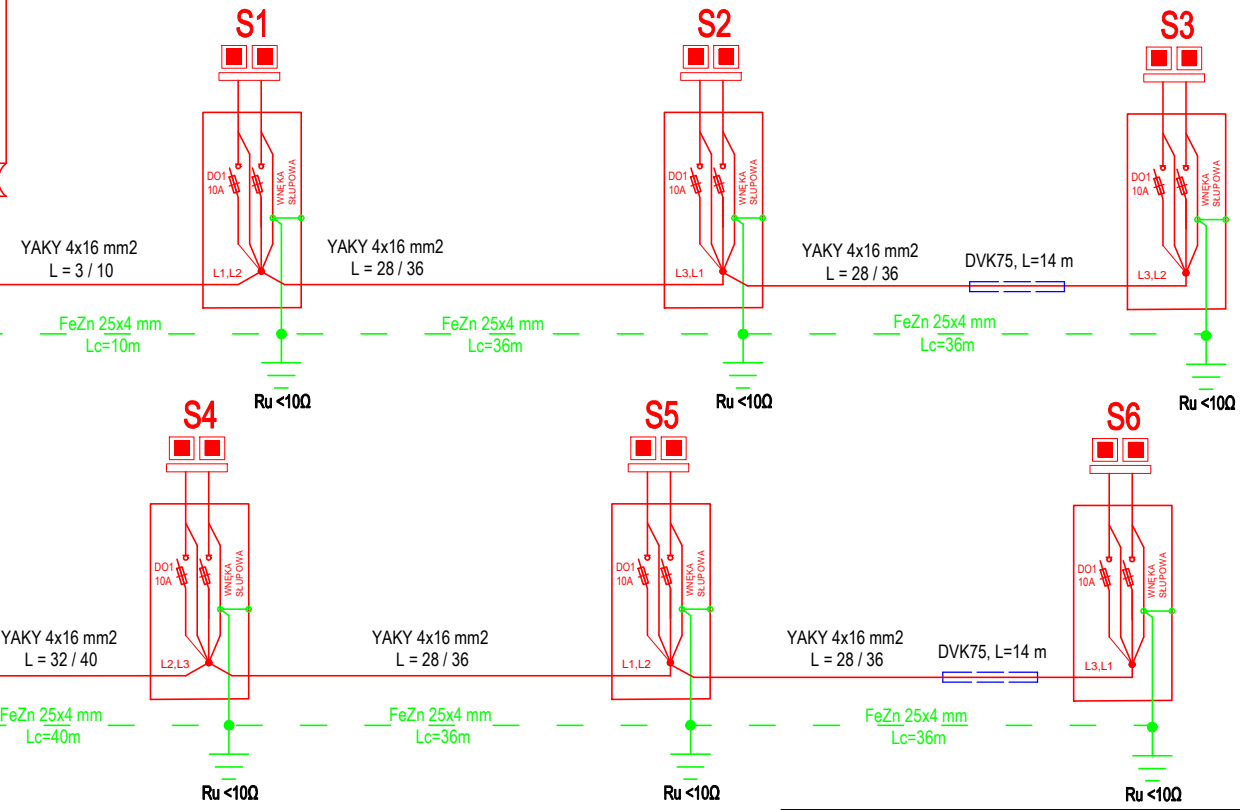 S1
S2
S3
DO1
10A
WNĘKA
SŁUPOWA
DO1
10A
WNĘKA
SŁUPOWA
DO1
10A
WNĘKA
SŁUPOWA
YAKY 4x16 mm2
L = 3 / 10
L1,L2
YAKY 4x16 mm2
L = 28 / 36
L3,L1
YAKY 4x16 mm2
L = 28 / 36
DVK75, L=14 m
L3,L2
FeZn 25x4 mm
Lc=10m
FeZn 25x4 mm
Lc=36m
FeZn 25x4 mm
Lc=36m
Ru <10Ω
Ru <10Ω
Ru <10Ω
S4
S5
S6
DO1
10A
WNĘKA
SŁUPOWA
DO1
10A
WNĘKA
SŁUPOWA
DO1
10A
WNĘKA
SŁUPOWA
YAKY 4x16 mm2
L = 32 / 40
L2,L3
YAKY 4x16 mm2
L = 28 / 36
L1,L2
YAKY 4x16 mm2
L = 28 / 36
DVK75, L=14 m
L3,L1
FeZn 25x4 mm
Lc=40m
FeZn 25x4 mm
Lc=36m
FeZn 25x4 mm
Lc=36m
Ru <10Ω
Ru <10Ω
Ru <10Ω